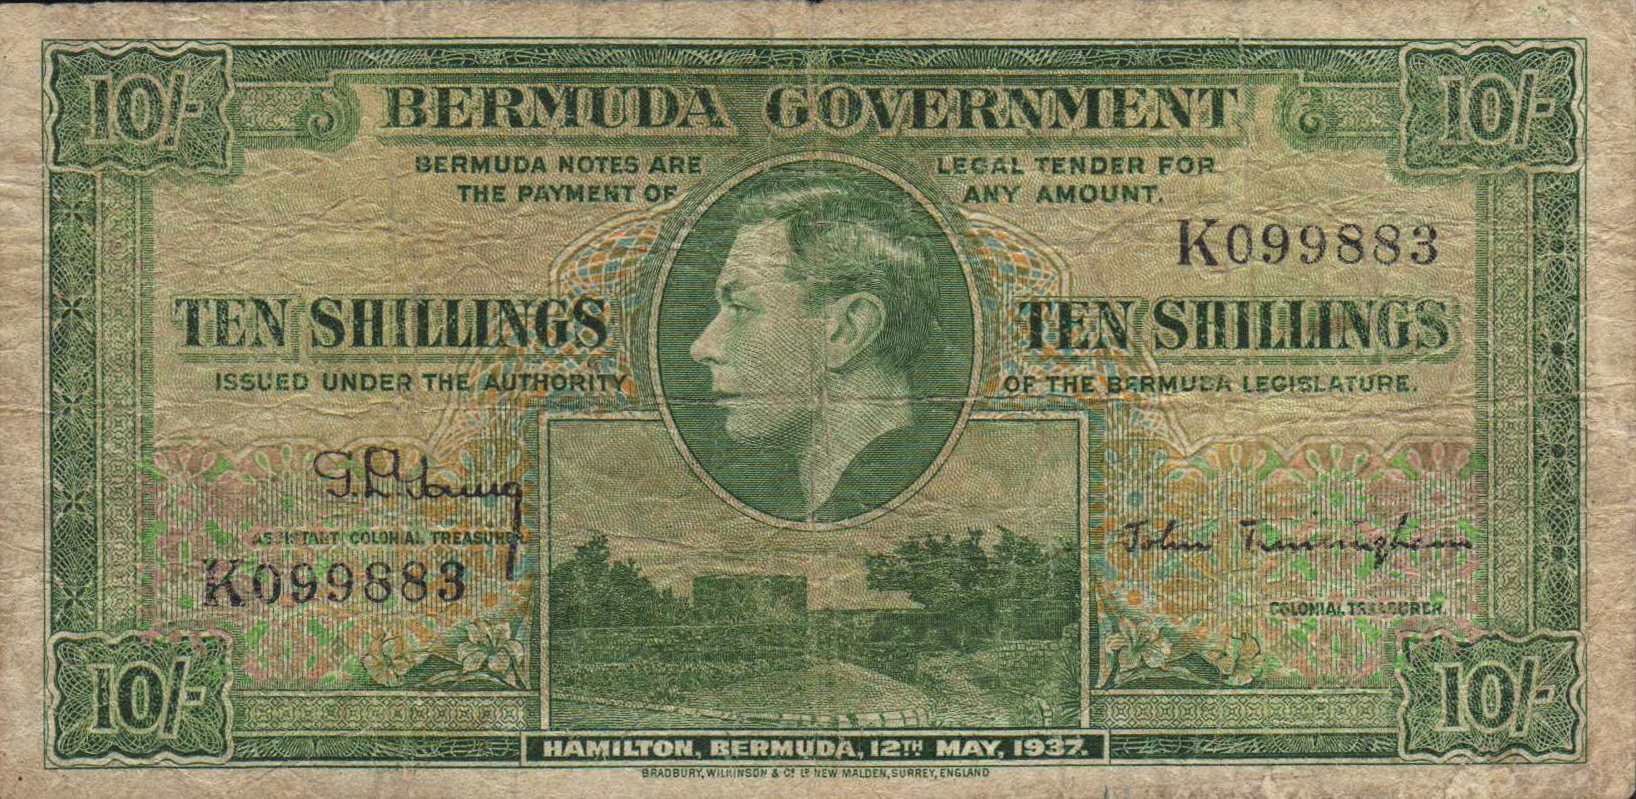 10/- BERMUDA GOVERNMENT 10/-
BERMUDA NOTES ARE LEGAL TENDER FOR
THE PAYMENT OF ANY AMOUNT.
K099883
TEN SHILLINGS TEN SHILLINGS
ISSUED UNDER THE AUTHORITY OF THE BERMUDA LEGISLATURE.
ASSISTANT COLONIAL TREASURER
K099883
COLONIAL TREASURER.
10/- 10/-
HAMILTON, BERMUDA, 12TH MAY, 1937.
BRADBURY, WILKINSON & Co. Ld. NEW MALDEN, SURREY, ENGLAND